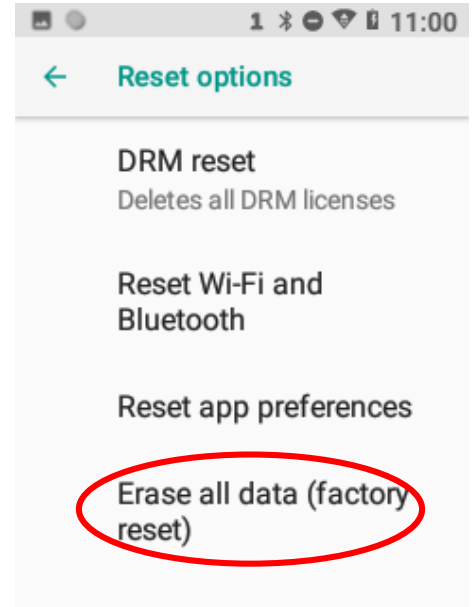 1 11:00
Reset options
DRM reset
Deletes all DRM licenses
Reset Wi-Fi and
Bluetooth
Reset app preferences
Erase all data (factory
reset)